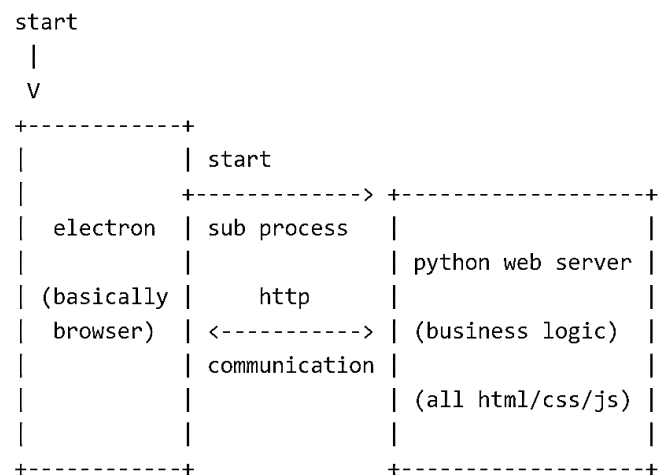 start
|
V
+------------+
|            | start
|            +-------------> +------------------+
|  electron  | sub process   |                  |
|            |               | python web server
| (basically |     http      |                  |
|  browser)  | <-----------> | (business logic) |
|            | communication |                  |
|            |               | (all html/css/js) |
|            |               |                  |
+------------+               +------------------+